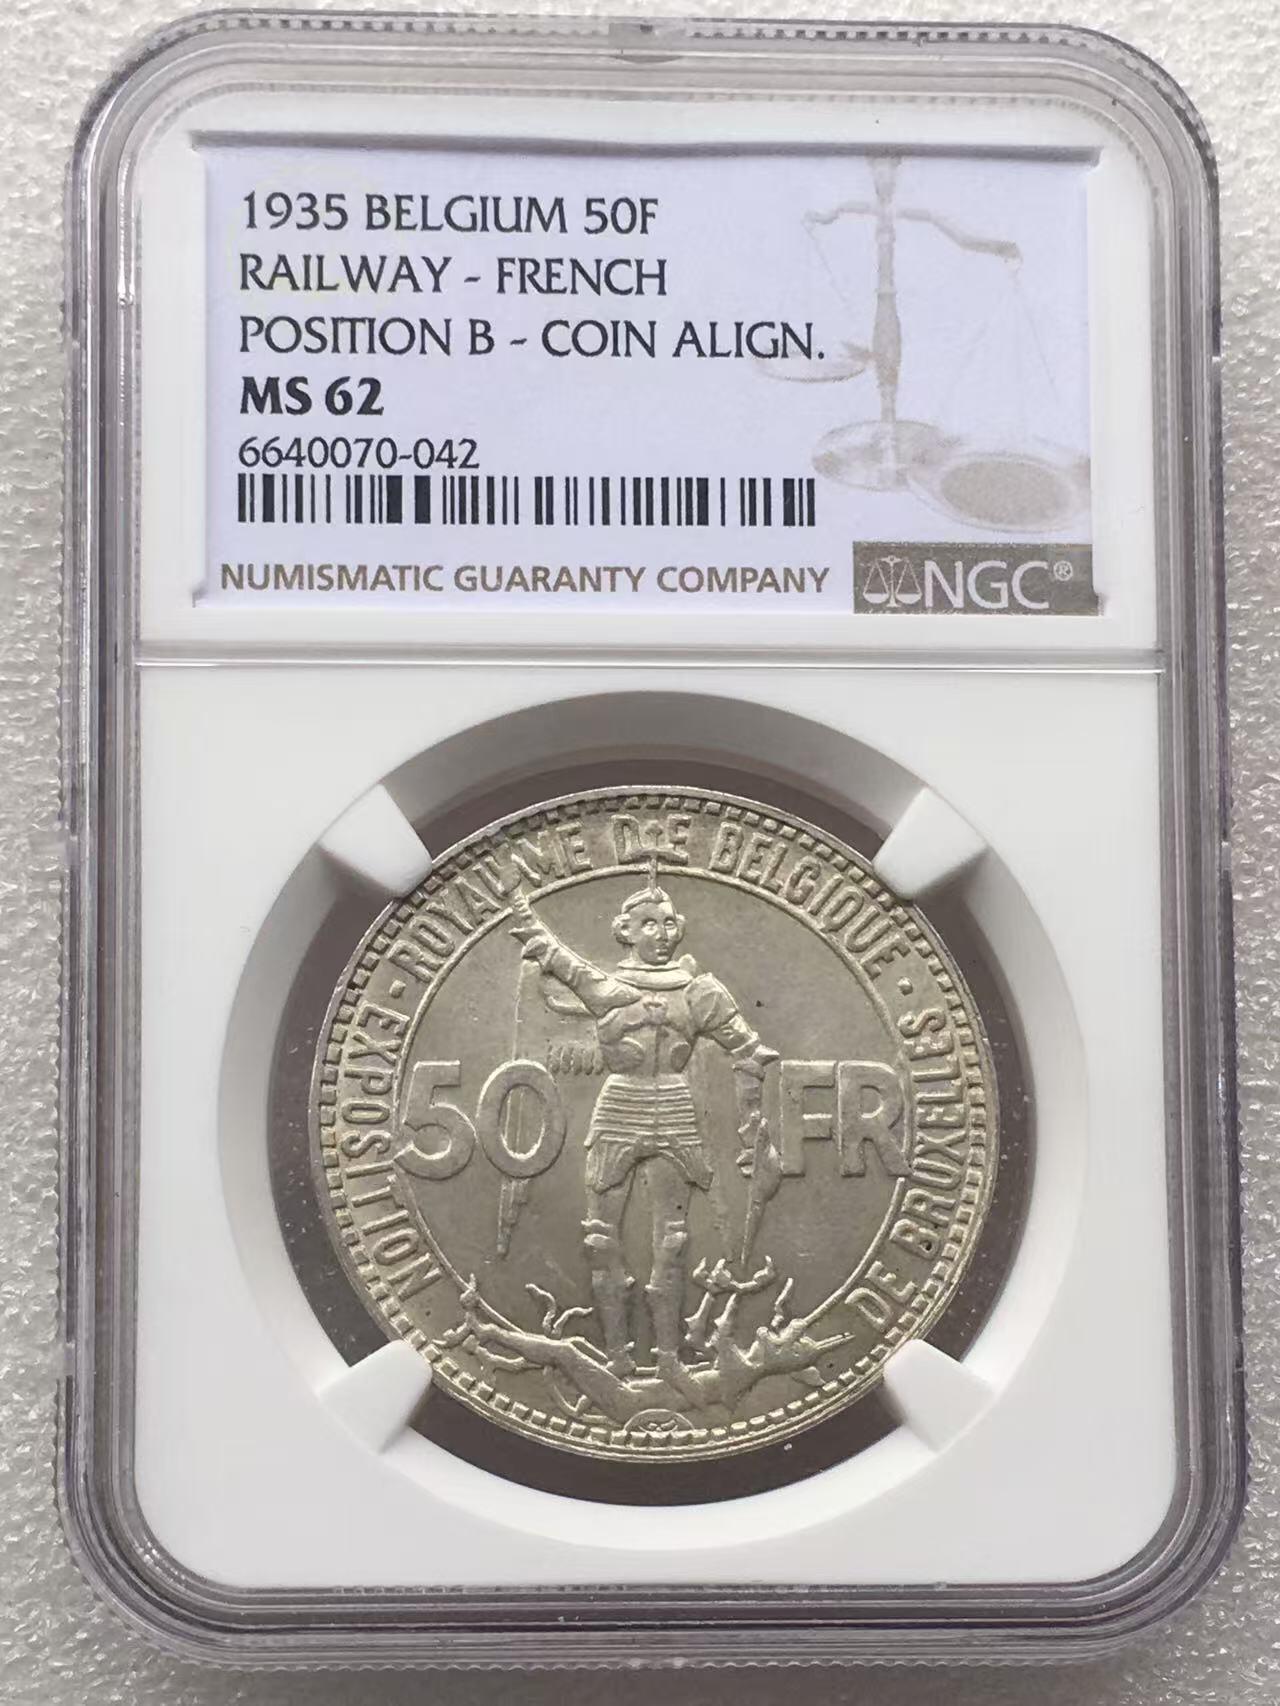 1935 BELGIUM 50F
RAILWAY - FRENCH
POSITION B - COIN ALIGN.
MS 62
6640070-042
NUMISMATIC GUARANTY COMPANY
NGC®
EXPOSITION · ROYAUME DE BELGIQUE · DE BRUXELLES
50 FR